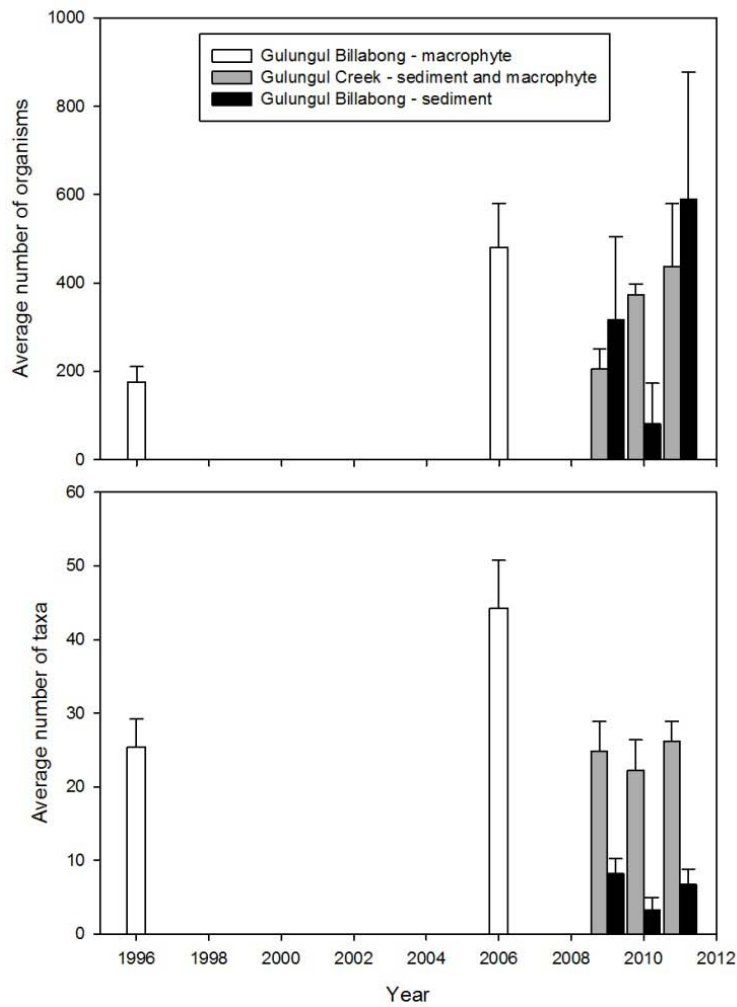 1000
800
600
400
200
0
Average number of organisms
Gulungul Billabong - macrophyte
Gulungul Creek - sediment and macrophyte
Gulungul Billabong - sediment
60
50
40
30
20
10
0
Average number of taxa
1996 1998 2000 2002 2004 2006 2008 2010 2012
Year